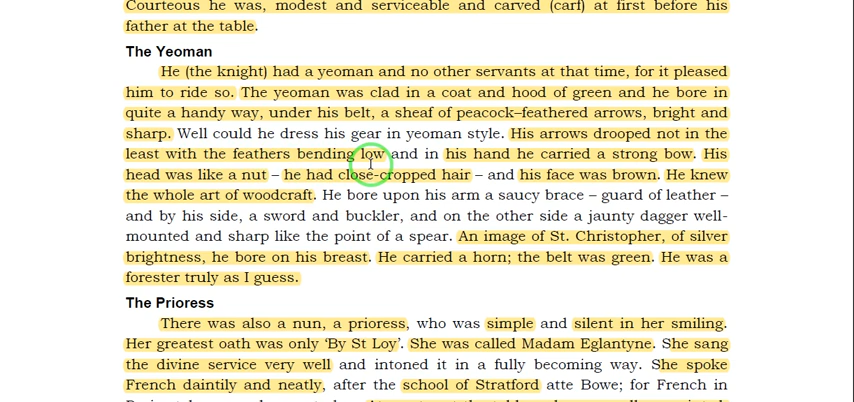 Courteous he was, modest and serviceable and carved (carf) at first before his
father at the table.
The Yeoman
He (the knight) had a yeoman and no other servants at that time, for it pleased
him to ride so. The yeoman was clad in a coat and hood of green and he bore in
quite a handy way, under his belt, a sheaf of peacock–feathered arrows, bright and
sharp. Well could he dress his gear in yeoman style. His arrows drooped not in the
least with the feathers bending low and in his hand he carried a strong bow. His
head was like a nut – he had close-cropped hair – and his face was brown. He knew
the whole art of woodcraft. He bore upon his arm a saucy brace – guard of leather –
and by his side, a sword and buckler, and on the other side a jaunty dagger well-
mounted and sharp like the point of a spear. An image of St. Christopher, of silver
brightness, he bore on his breast. He carried a horn; the belt was green. He was a
forester truly as I guess.
The Prioress
There was also a nun, a prioress, who was simple and silent in her smiling.
Her greatest oath was only ‘By St Loy’. She was called Madam Eglantyne. She sang
the divine service very well and intoned it in a fully becoming way. She spoke
French daintily and neatly, after the school of Stratford atte Bowe; for French in